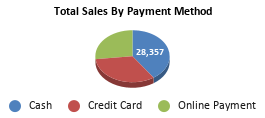 Total Sales By Payment Method
28,357
Cash Credit Card Online Payment